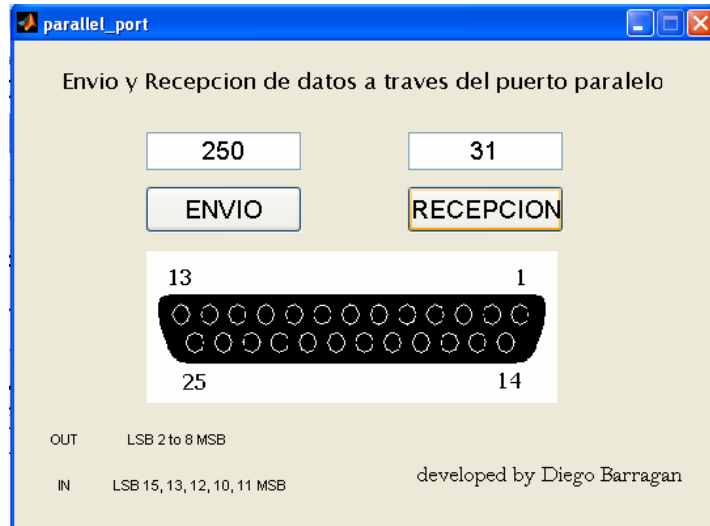 parallel_port
Envio y Recepcion de datos a traves del puerto paralelo
250 31
ENVIO RECEPCION
13 1
25 14
OUT LSB 2 to 8 MSB
IN LSB 15, 13, 12, 10, 11 MSB
developed by Diego Barragan